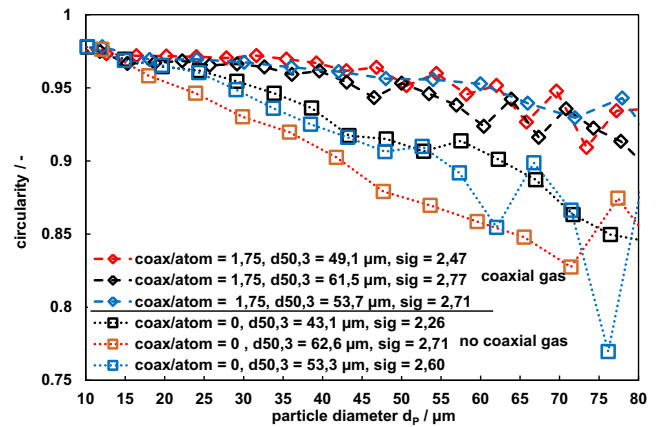 1
0.95
0.9
0.85
0.8
0.75
circularity / -
coax/atom = 1,75, d50,3 = 49,1 µm, sig = 2,47
coax/atom = 1,75, d50,3 = 61,5 µm, sig = 2,77
coaxial gas
coax/atom = 1,75, d50,3 = 53,7 µm, sig = 2,71
coax/atom = 0, d50,3 = 43,1 µm, sig = 2,26
coax/atom = 0 , d50,3 = 62,6 µm, sig = 2,71
no coaxial gas
coax/atom = 0, d50,3 = 53,3 µm, sig = 2,60
10 15 20 25 30 35 40 45 50 55 60 65 70 75 80
particle diameter dP / µm